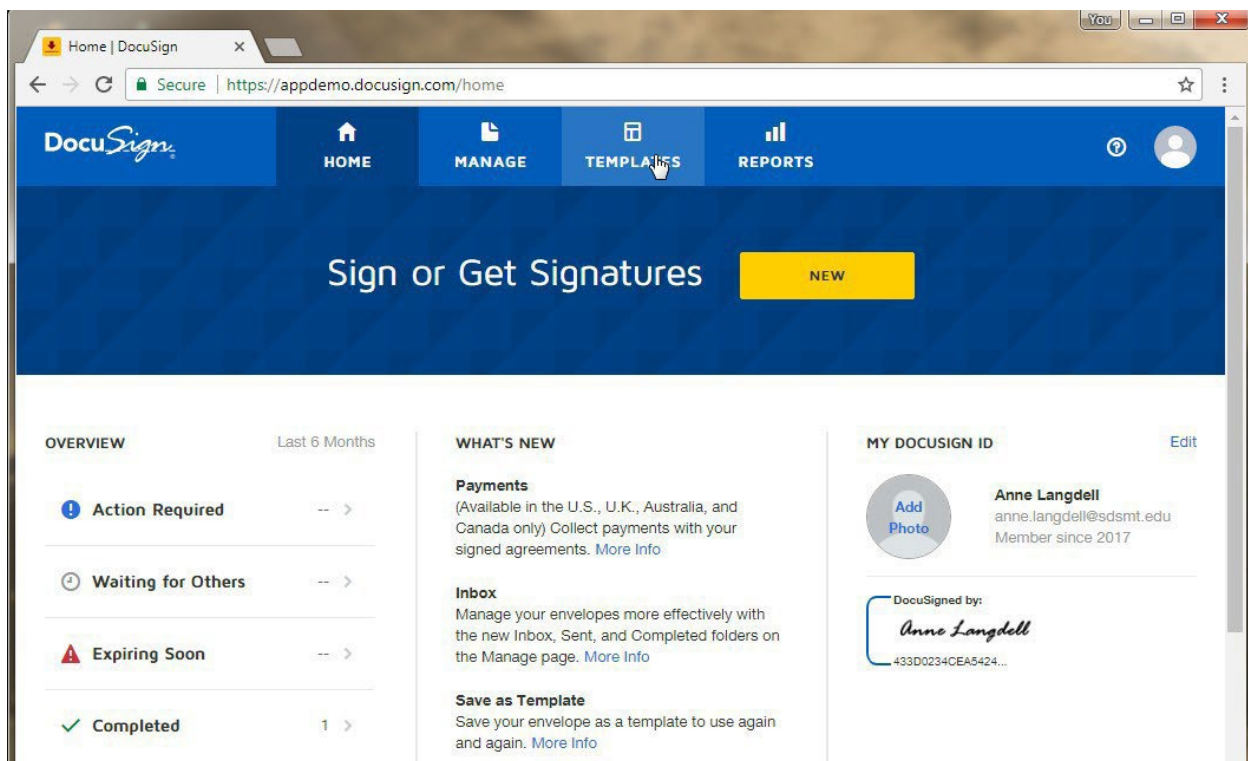 You
Home | DocuSign
Secure | https://appdemo.docusign.com/home
DocuSign
HOME
MANAGE
TEMPLATES
REPORTS
Sign or Get Signatures
NEW
OVERVIEW
Last 6 Months
Action Required -- >
Waiting for Others -- >
Expiring Soon -- >
Completed 1 >
WHAT'S NEW
Payments
(Available in the U.S., U.K., Australia, and
Canada only) Collect payments with your
signed agreements. More Info
Inbox
Manage your envelopes more effectively with
the new Inbox, Sent, and Completed folders on
the Manage page. More Info
Save as Template
Save your envelope as a template to use again
and again. More Info
MY DOCUSIGN ID
Edit
Add
Photo
Anne Langdell
anne.langdell@sdsmt.edu
Member since 2017
DocuSigned by:
Anne Langdell
433D0234CEA5424...